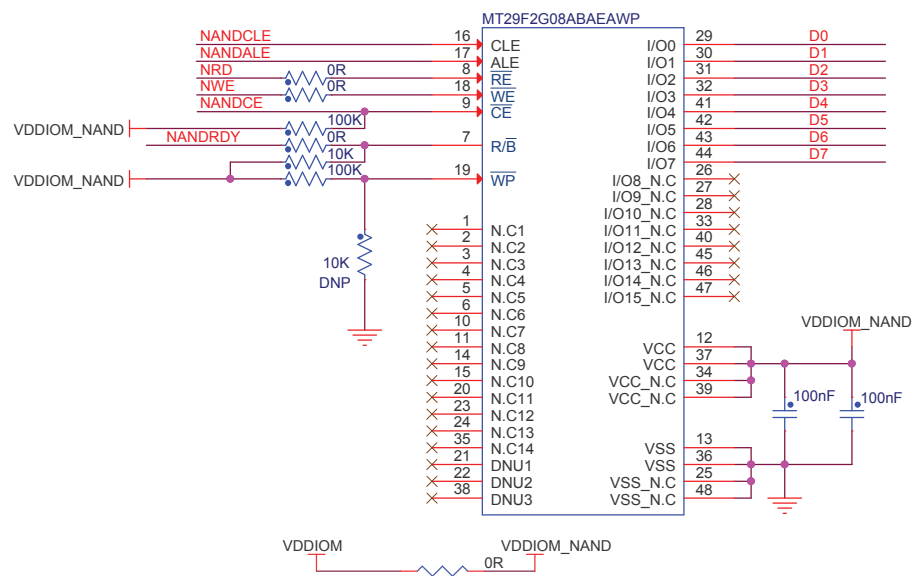 MT29F2G08ABAEAWP
NANDCLE 16 CLE
NANDALE 17 ALE
NRD 0R 8 RE
NWE 0R 18 WE
NANDCE 9 CE
VDDIOM_NAND 100K
NANDRDY 0R 7 R/B
10K
VDDIOM_NAND 100K 19 WP
10K
DNP
1 N.C1
2 N.C2
3 N.C3
4 N.C4
5 N.C5
6 N.C6
10 N.C7
11 N.C8
14 N.C9
15 N.C10
20 N.C11
23 N.C12
24 N.C13
35 N.C14
21 DNU1
22 DNU2
38 DNU3
I/O0 29 D0
I/O1 30 D1
I/O2 31 D2
I/O3 32 D3
I/O4 41 D4
I/O5 42 D5
I/O6 43 D6
I/O7 44 D7
I/O8_N.C 26
I/O9_N.C 27
I/O10_N.C 28
I/O11_N.C 33
I/O12_N.C 40
I/O13_N.C 45
I/O14_N.C 46
I/O15_N.C 47
VDDIOM_NAND
VCC 12
VCC 37
VCC_N.C 34
VCC_N.C 39
100nF 100nF
VSS 13
VSS 36
VSS_N.C 25
VSS_N.C 48
VDDIOM 0R VDDIOM_NAND